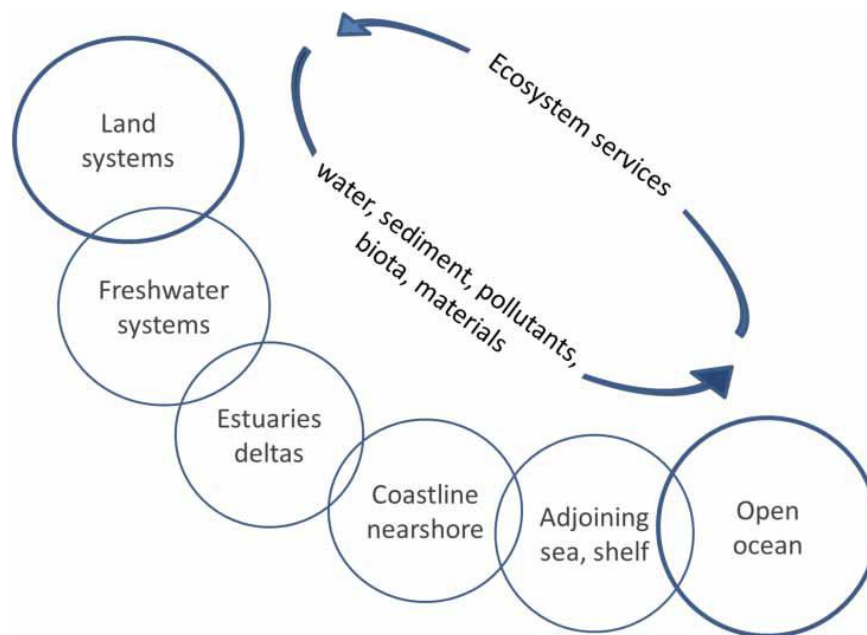 Land
systems
Ecosystem services
water, sediment, pollutants,
biota, materials
Freshwater
systems
Estuaries
deltas
Coastline
nearshore
Adjoining
sea, shelf
Open
ocean